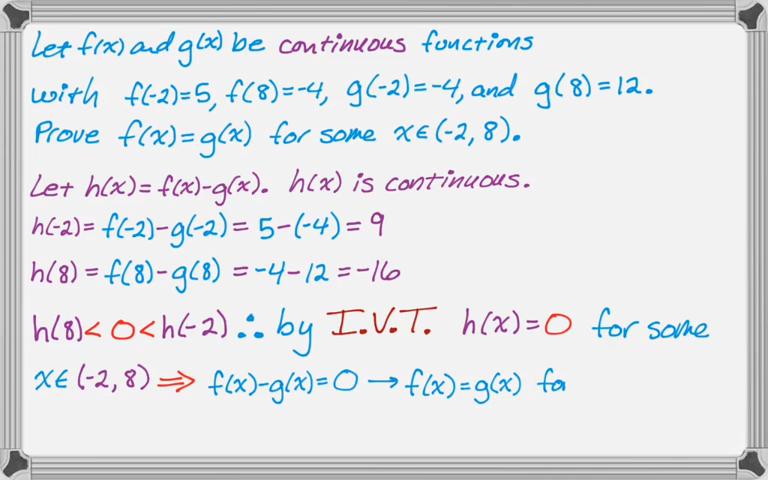 Let f(x) and g(x) be continuous functions
with f(-2)=5, f(8)=-4, g(-2)=-4, and g(8)=12.
Prove f(x)=g(x) for some x∈(-2, 8).
Let h(x)=f(x)-g(x). h(x) is continuous.
h(-2)=f(-2)-g(-2)=5-(-4)=9
h(8)=f(8)-g(8)=-4-12=-16
h(8)<0<h(-2) ∴ by I.V.T. h(x)=0 for some
x∈(-2,8) ⇒ f(x)-g(x)=0 → f(x)=g(x) fo